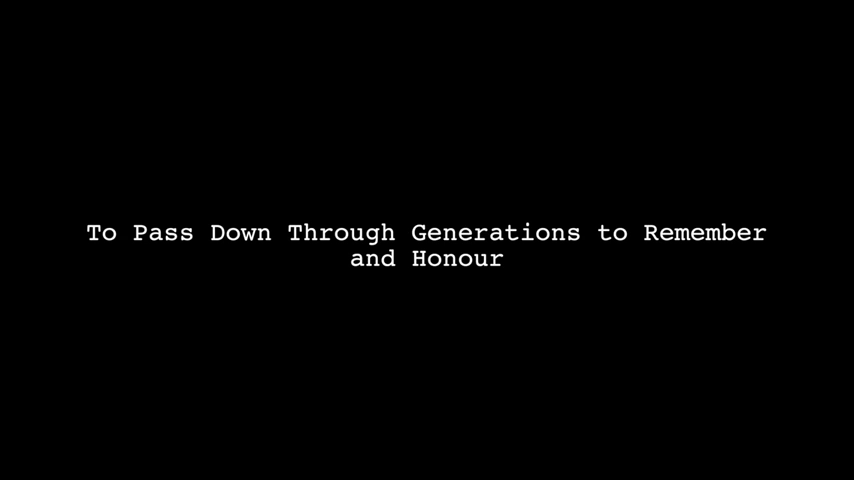 To Pass Down Through Generations to Remember
and Honour